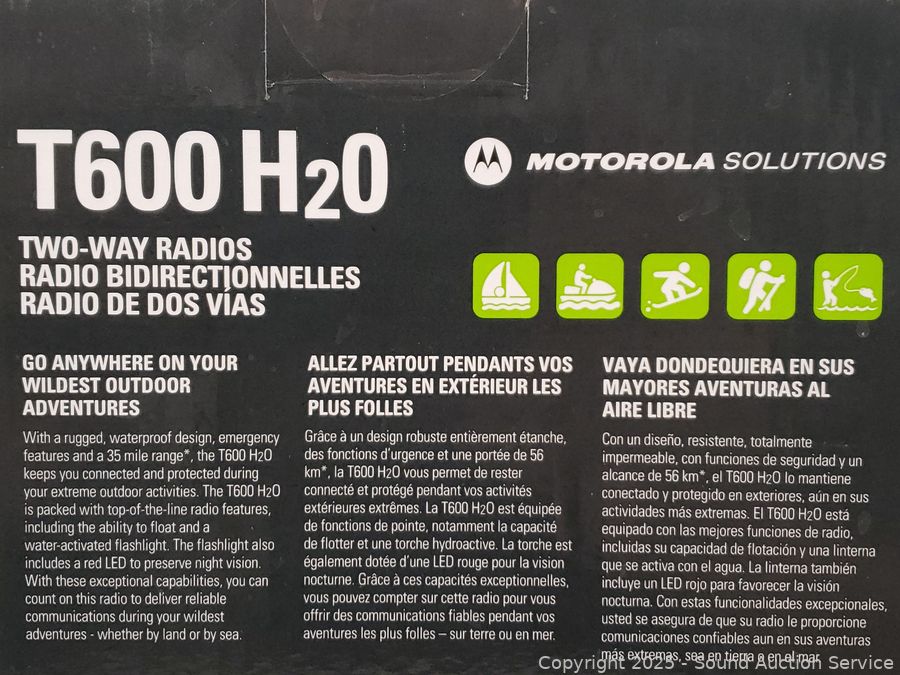 T600 H2O
MOTOROLA SOLUTIONS
TWO-WAY RADIOS
RADIO BIDIRECTIONNELLES
RADIO DE DOS VÍAS
GO ANYWHERE ON YOUR
WILDEST OUTDOOR
ADVENTURES
With a rugged, waterproof design, emergency
features and a 35 mile range*, the T600 H2O
keeps you connected and protected during
your extreme outdoor activities. The T600 H2O
is packed with top-of-the-line radio features,
including the ability to float and a
water-activated flashlight. The flashlight also
includes a red LED to preserve night vision.
With these exceptional capabilities, you can
count on this radio to deliver reliable
communications during your wildest
adventures - whether by land or by sea.
ALLEZ PARTOUT PENDANTS VOS
AVENTURES EN EXTÉRIEUR LES
PLUS FOLLES
Grâce à un design robuste entièrement étanche,
des fonctions d'urgence et une portée de 56
km*, la T600 H2O vous permet de rester
connecté et protégé pendant vos activités
extérieures extrêmes. La T600 H2O est équipée
de fonctions de pointe, notamment la capacité
de flotter et une torche hydroactive. La torche est
également dotée d'une LED rouge pour la vision
nocturne. Grâce à ces capacités exceptionnelles,
vous pouvez compter sur cette radio pour vous
offrir des communications fiables pendant vos
aventures les plus folles – sur terre ou en mer.
VAYA DONDEQUIERA EN SUS
MAYORES AVENTURAS AL
AIRE LIBRE
Con un diseño, resistente, totalmente
impermeable, con funciones de seguridad y un
alcance de 56 km*, el T600 H2O lo mantiene
conectado y protegido en exteriores, aún en sus
actividades más extremas. El T600 H2O está
equipado con las mejores funciones de radio,
incluidas su capacidad de flotación y una linterna
que se activa con el agua. La linterna también
incluye un LED rojo para favorecer la visión
nocturna. Con estas funcionalidades excepcionales,
usted se asegura de que su radio le proporcione
comunicaciones confiables aun en sus aventuras
más extremas, sea en tierra o en el mar.
Copyright 2025 - Sound Auction Service